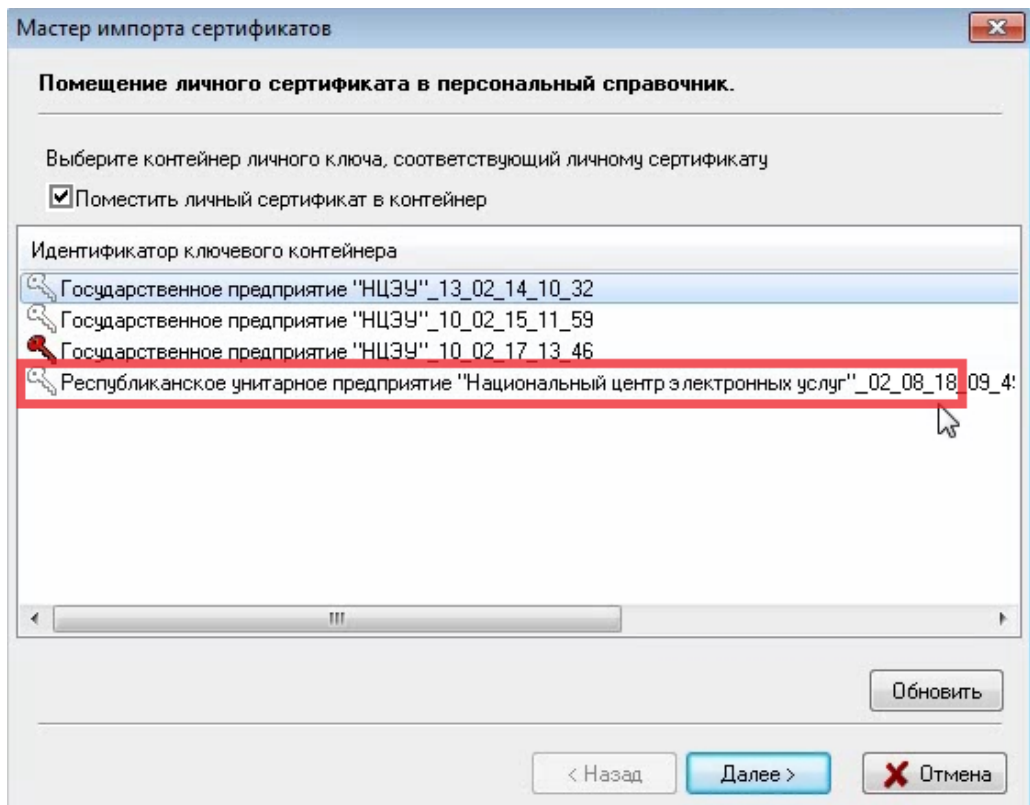 Мастер импорта сертификатов
Помещение личного сертификата в персональный справочник.
Выберите контейнер личного ключа, соответствующий личному сертификату
Поместить личный сертификат в контейнер
Идентификатор ключевого контейнера
Государственное предприятие "НЦЭУ"_13_02_14_10_32
Государственное предприятие "НЦЭУ"_10_02_15_11_59
Государственное предприятие "НЦЭУ"_10_02_17_13_46
Республиканское унитарное предприятие "Национальный центр электронных услуг"_02_08_18_09_4
Обновить
< Назад
Далее >
Отмена